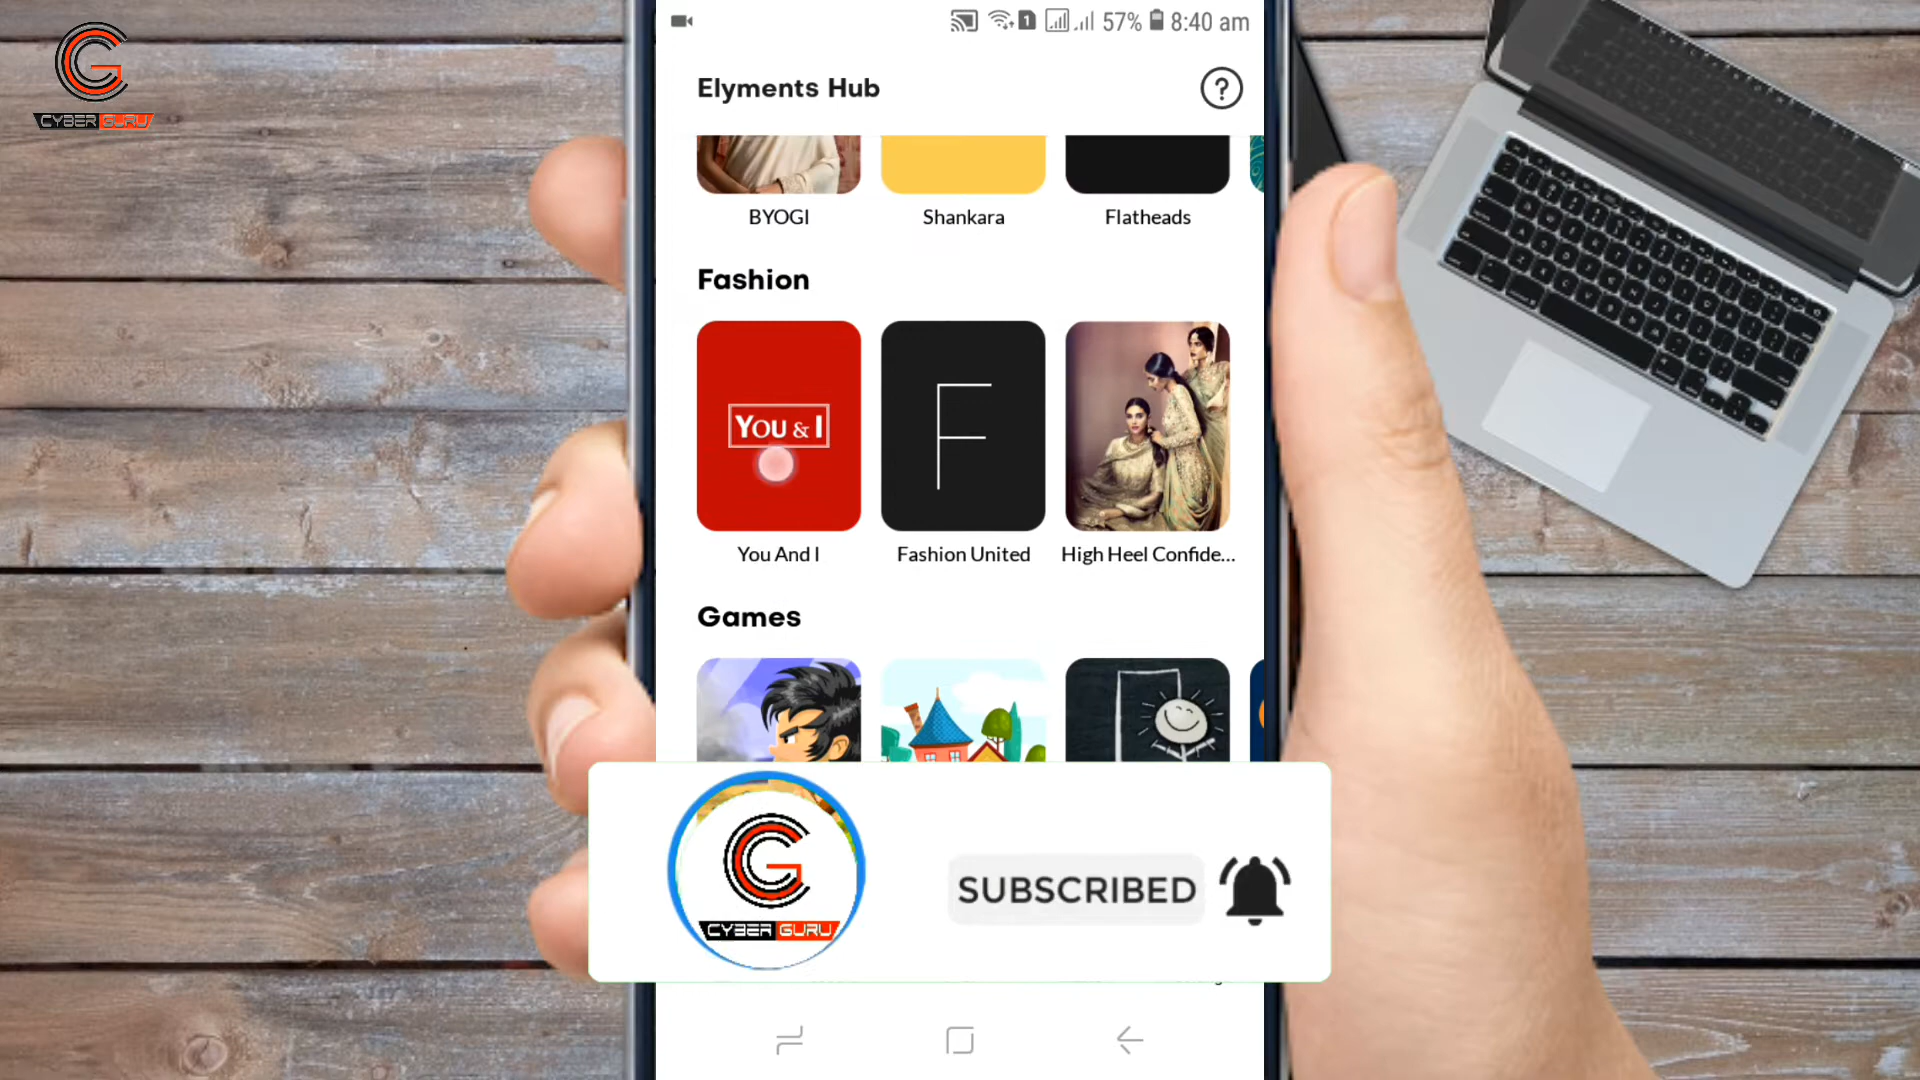 CYBER GURU
1 57% 8:40 am
Elyments Hub ?
BYOGI
Shankara
Flatheads
Fashion
YOU & I
F
You And I
Fashion United
High Heel Confide...
Games
CYBER GURU
SUBSCRIBED